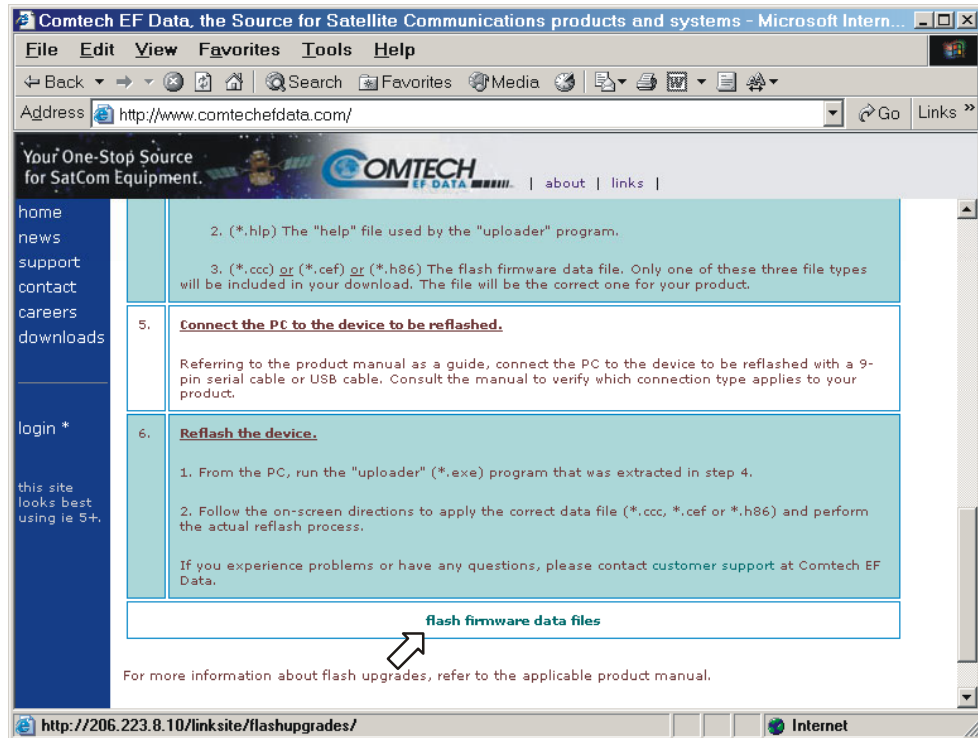 Comtech EF Data, the Source for Satellite Communications products and systems - Microsoft Intern...
File Edit View Favorites Tools Help
Back Search Favorites Media
Address http://www.comtechefdata.com/ Go Links »
Your One-Stop Source
for SatCom Equipment.
COMTECH
EF DATA
| about | links |
home
news
support
contact
careers
downloads
login *
this site
looks best
using ie 5+.
2. (*.hlp) The "help" file used by the "uploader" program.
3. (*.ccc) or (*.cef) or (*.h86) The flash firmware data file. Only one of these three file types
will be included in your download. The file will be the correct one for your product.
5. Connect the PC to the device to be reflashed.
Referring to the product manual as a guide, connect the PC to the device to be reflashed with a 9-
pin serial cable or USB cable. Consult the manual to verify which connection type applies to your
product.
6. Reflash the device.
1. From the PC, run the "uploader" (*.exe) program that was extracted in step 4.
2. Follow the on-screen directions to apply the correct data file (*.ccc, *.cef or *.h86) and perform
the actual reflash process.
If you experience problems or have any questions, please contact customer support at Comtech EF
Data.
flash firmware data files
For more information about flash upgrades, refer to the applicable product manual.
http://206.223.8.10/linksite/flashupgrades/ Internet